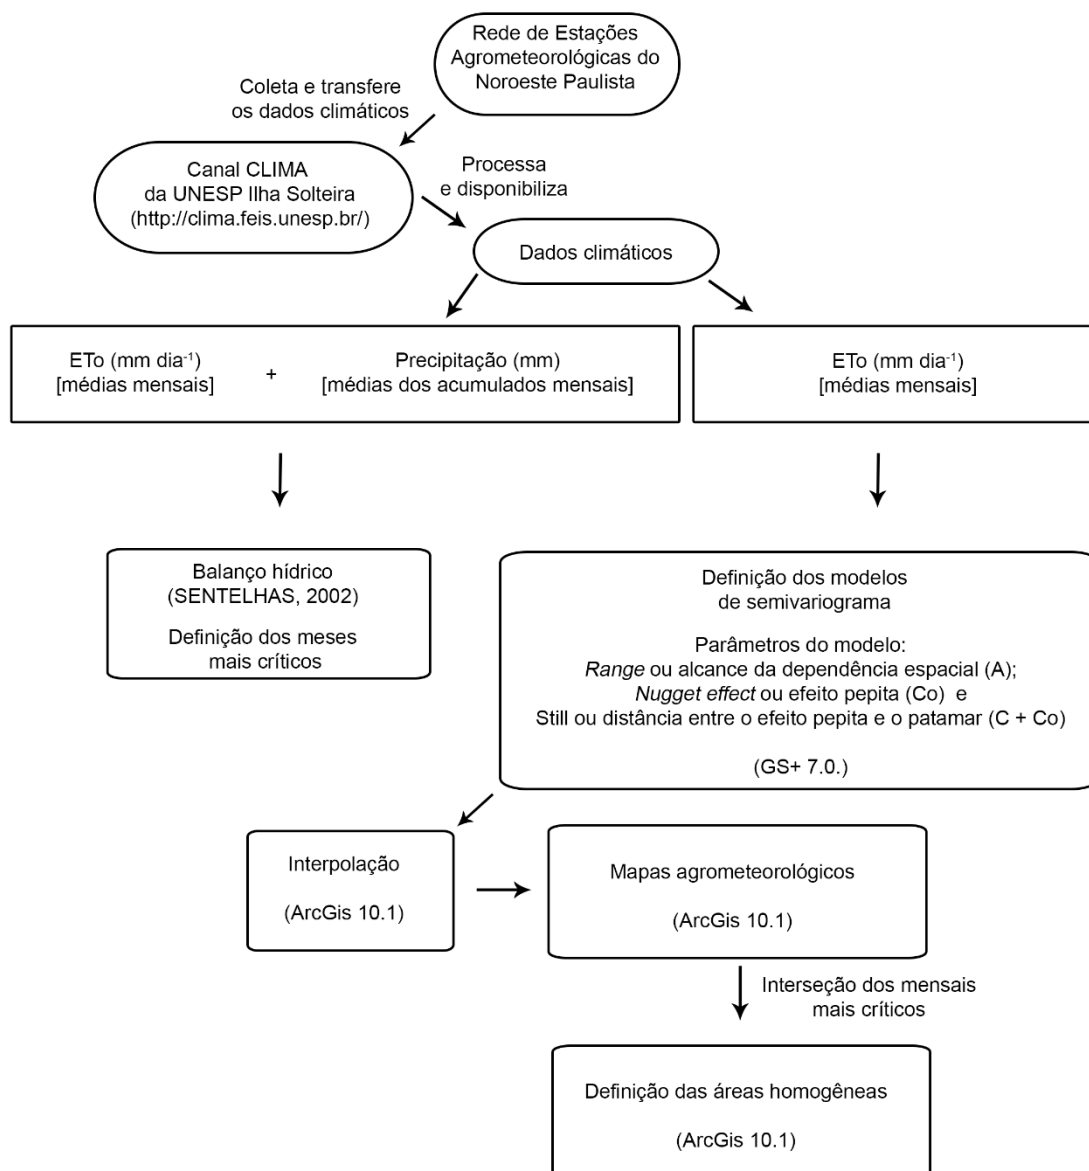 Rede de Estações
Agrometeorológicas do
Noroeste Paulista
Coleta e transfere
os dados climáticos
Canal CLIMA
da UNESP Ilha Solteira
(http://clima.feis.unesp.br/)
Processa
e disponibiliza
Dados climáticos
ETo (mm dia⁻¹)
[médias mensais]
+
Precipitação (mm)
[médias dos acumulados mensais]
ETo (mm dia⁻¹)
[médias mensais]
Balanço hídrico
(SENTELHAS, 2002)
Definição dos meses
mais críticos
Definição dos modelos
de semivariograma
Parâmetros do modelo:
Range ou alcance da dependência espacial (A);
Nugget effect ou efeito pepita (Co) e
Still ou distância entre o efeito pepita e o patamar (C + Co)
(GS+ 7.0.)
Interpolação
(ArcGis 10.1)
Mapas agrometeorológicos
(ArcGis 10.1)
Interseção dos mensais
mais críticos
Definição das áreas homogêneas
(ArcGis 10.1)